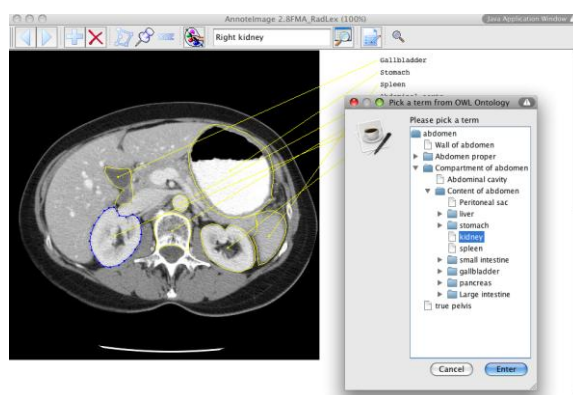 AnnoteImage 2.8FMA_RadLex (100%)
Save Application Window
Right kidney
Gallbladder
Stomach
Spleen
Pick a term from OWL Ontology
Please pick a term
abdomen
Wall of abdomen
Abdomen proper
Compartment of abdomen
Abdominal cavity
Content of abdomen
Peritoneal sac
liver
stomach
kidney
spleen
small intestine
gallbladder
pancreas
Large intestine
true pelvis
Cancel
Enter